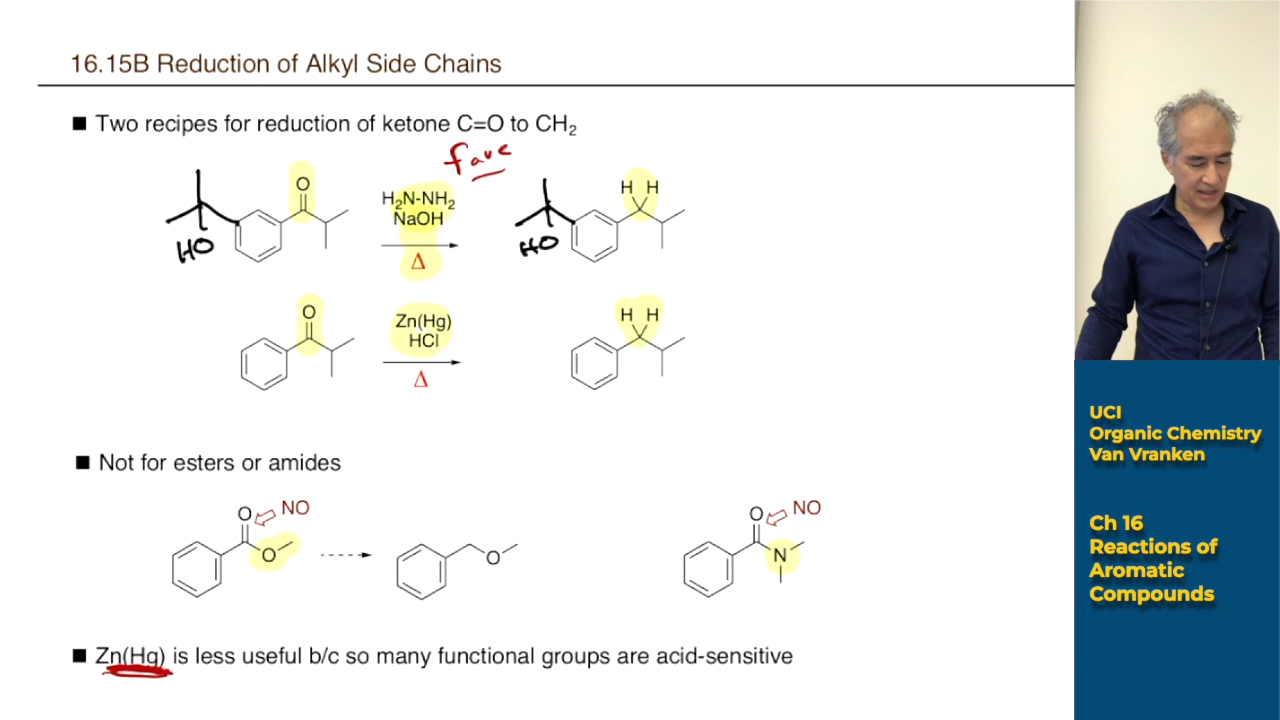 16.15B Reduction of Alkyl Side Chains
■ Two recipes for reduction of ketone C=O to CH₂
fave
O
H₂N-NH₂
NaOH
Δ
H H
HO
HO
O
Zn(Hg)
HCl
Δ
H H
■ Not for esters or amides
O NO
O
O
O NO
N
■ Zn(Hg) is less useful b/c so many functional groups are acid-sensitive
UCI
Organic Chemistry
Van Vranken
Ch 16
Reactions of
Aromatic
Compounds